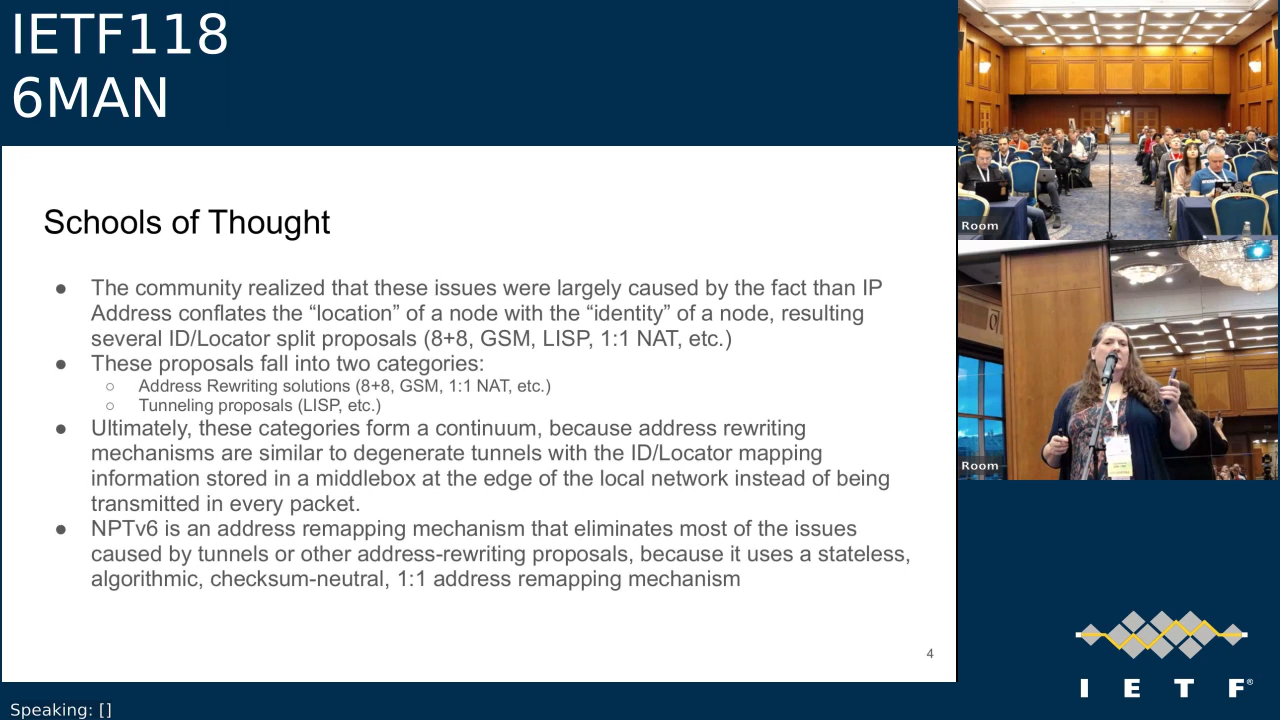 IETF118
6MAN
Schools of Thought
● The community realized that these issues were largely caused by the fact than IP
Address conflates the “location” of a node with the “identity” of a node, resulting
several ID/Locator split proposals (8+8, GSM, LISP, 1:1 NAT, etc.)
● These proposals fall into two categories:
○ Address Rewriting solutions (8+8, GSM, 1:1 NAT, etc.)
○ Tunneling proposals (LISP, etc.)
● Ultimately, these categories form a continuum, because address rewriting
mechanisms are similar to degenerate tunnels with the ID/Locator mapping
information stored in a middlebox at the edge of the local network instead of being
transmitted in every packet.
● NPTv6 is an address remapping mechanism that eliminates most of the issues
caused by tunnels or other address-rewriting proposals, because it uses a stateless,
algorithmic, checksum-neutral, 1:1 address remapping mechanism
4
Speaking: []
Room
Room
I E T F®